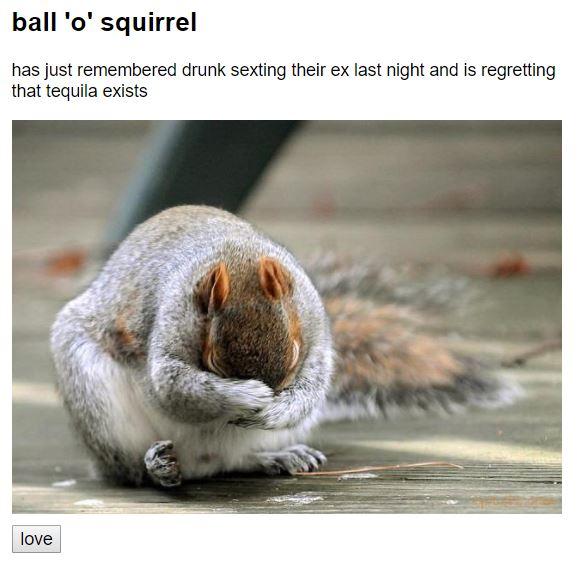 ball 'o' squirrel
has just remembered drunk sexting their ex last night and is regretting
that tequila exists
love